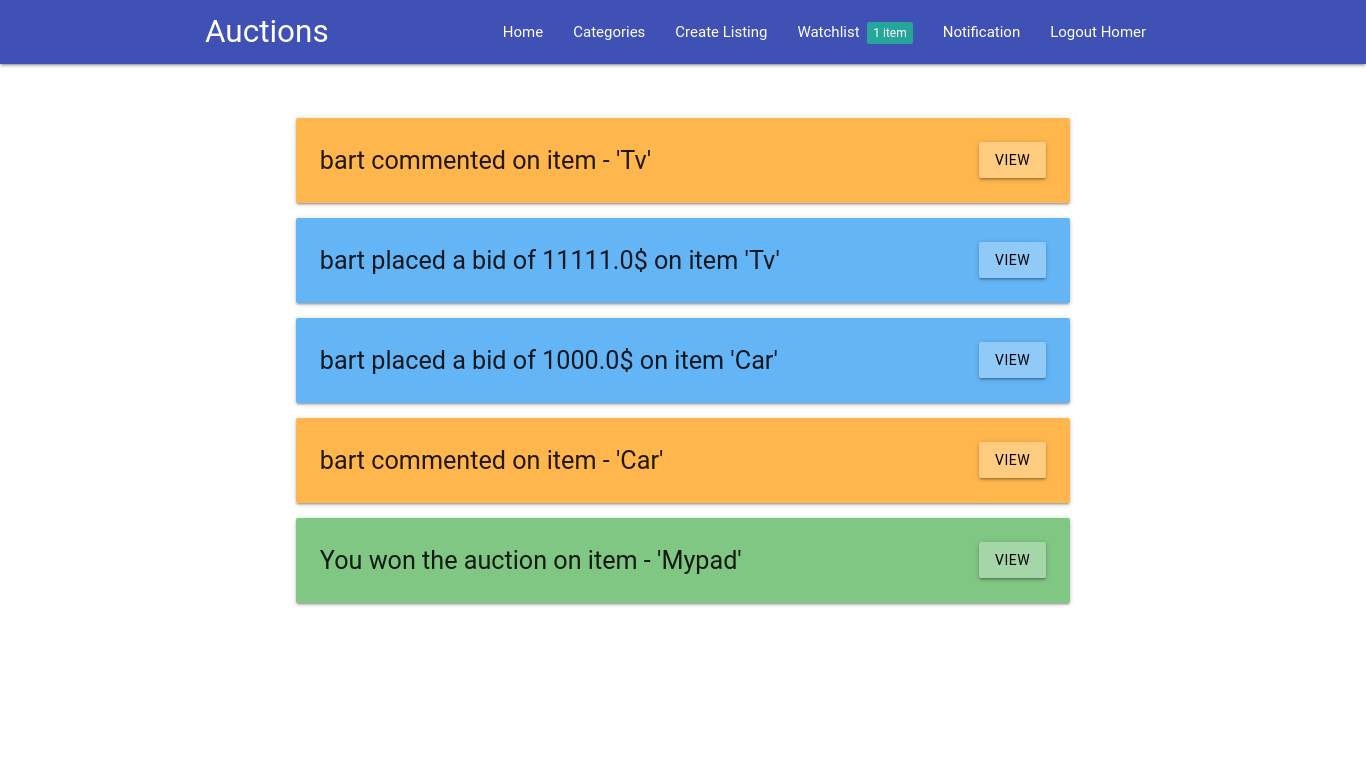 Auctions
Home Categories Create Listing Watchlist 1 item Notification Logout Homer
bart commented on item - 'Tv' VIEW
bart placed a bid of 11111.0$ on item 'Tv' VIEW
bart placed a bid of 1000.0$ on item 'Car' VIEW
bart commented on item - 'Car' VIEW
You won the auction on item - 'Mypad' VIEW